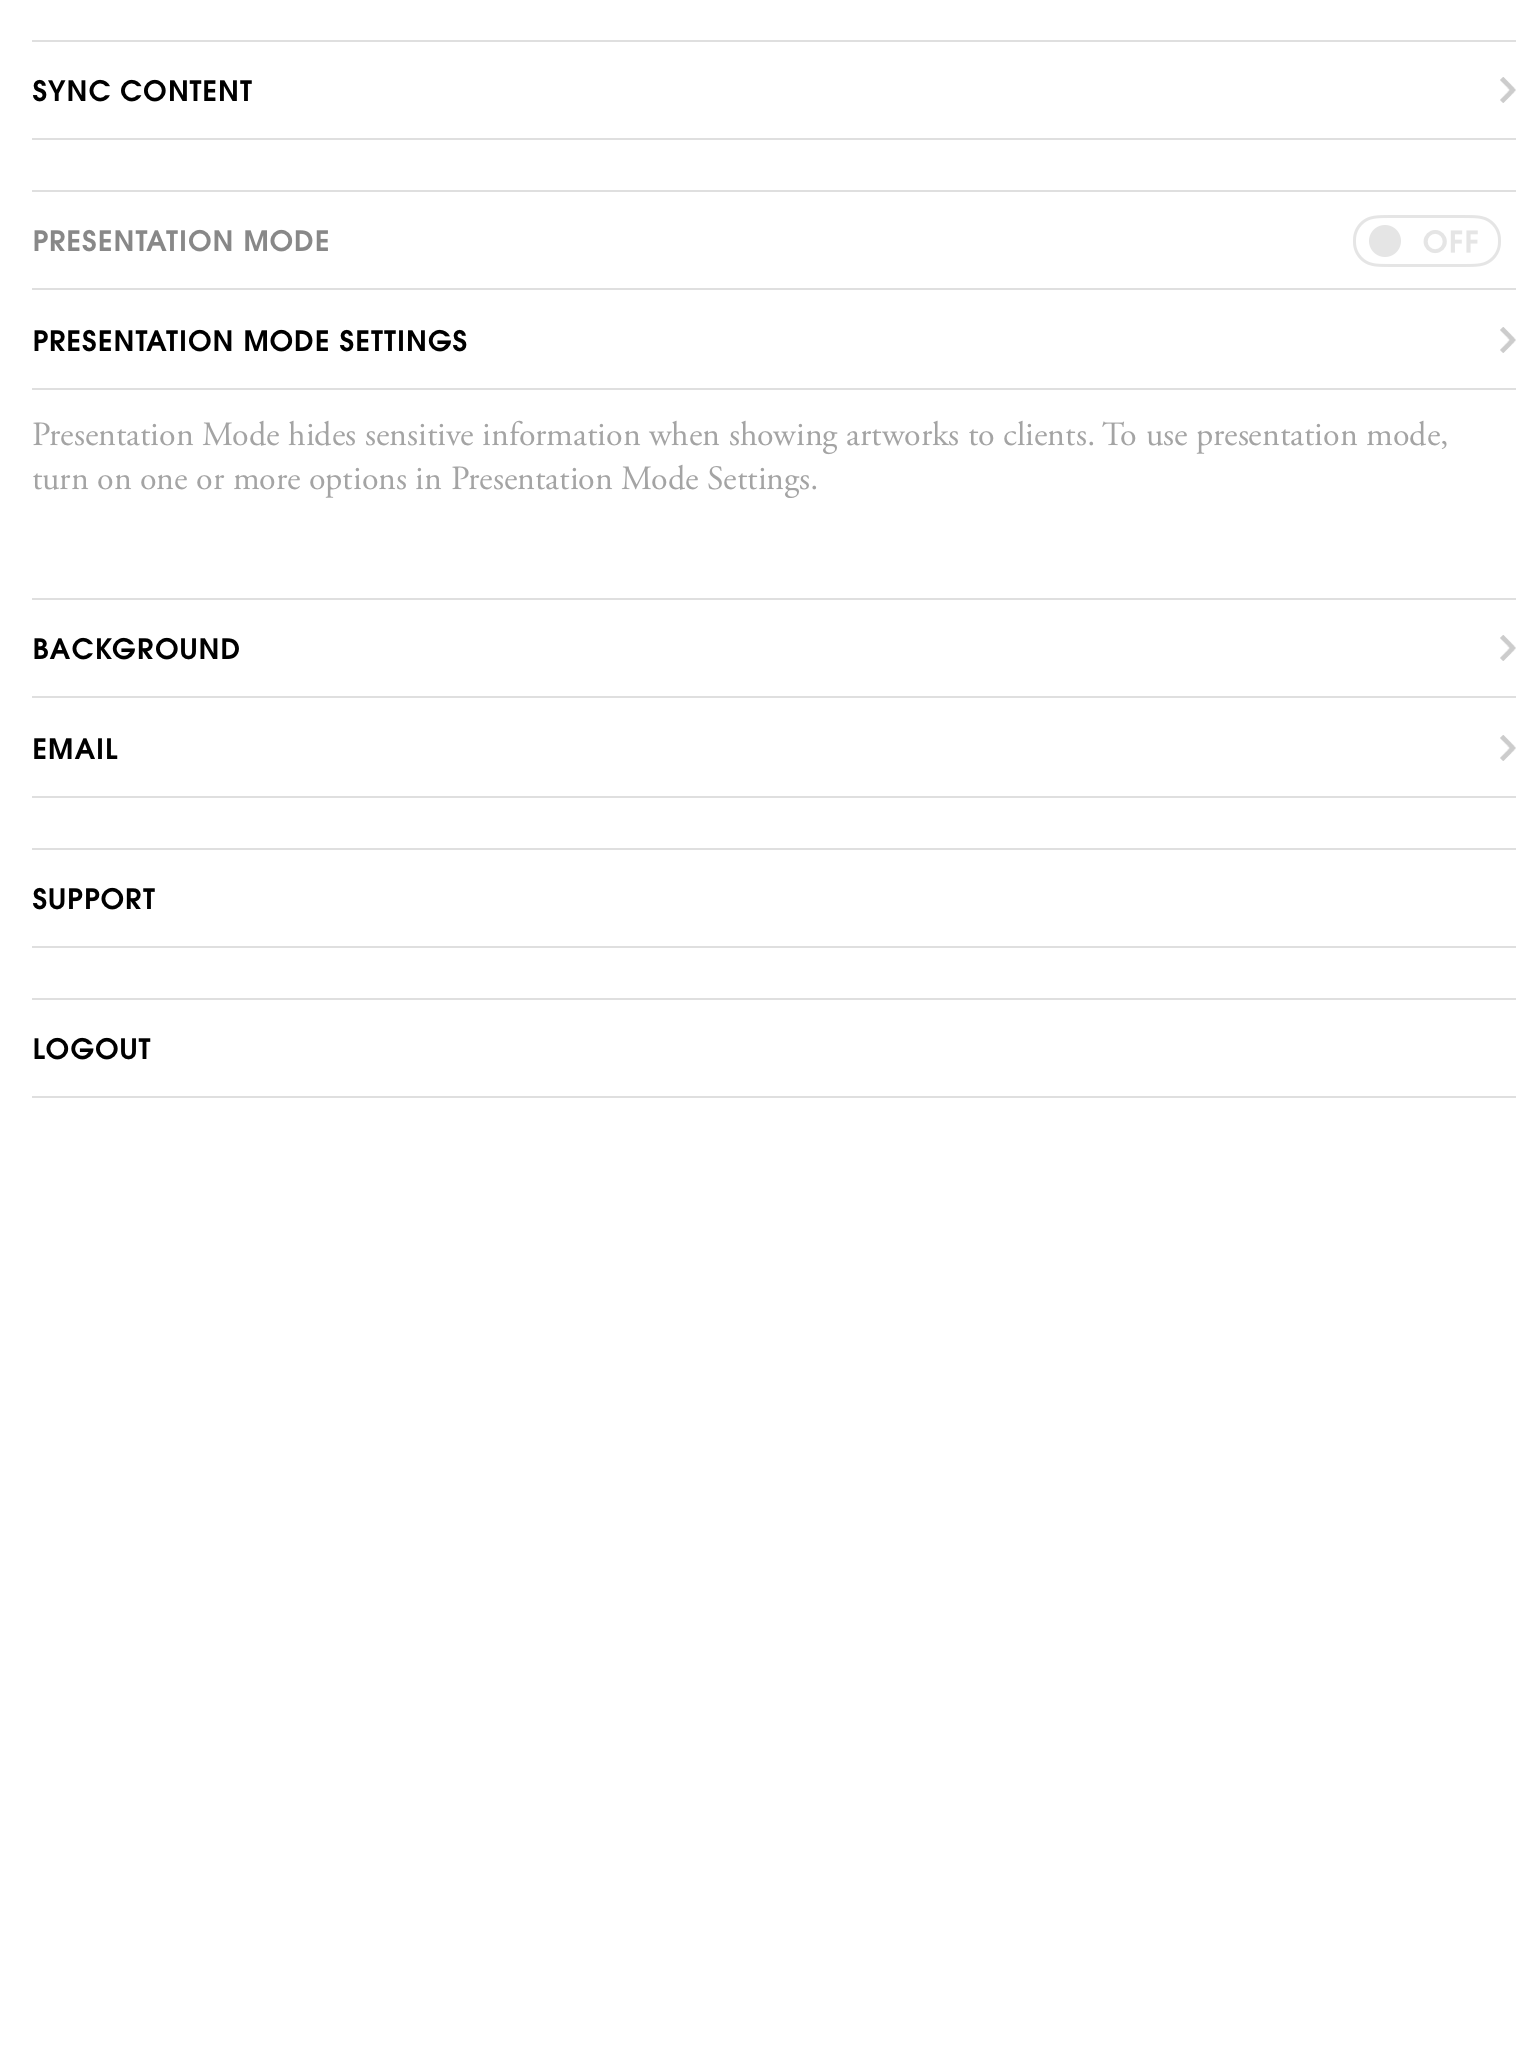 SYNC CONTENT
PRESENTATION MODE
OFF
PRESENTATION MODE SETTINGS
Presentation Mode hides sensitive information when showing artworks to clients. To use presentation mode,
turn on one or more options in Presentation Mode Settings.
BACKGROUND
EMAIL
SUPPORT
LOGOUT